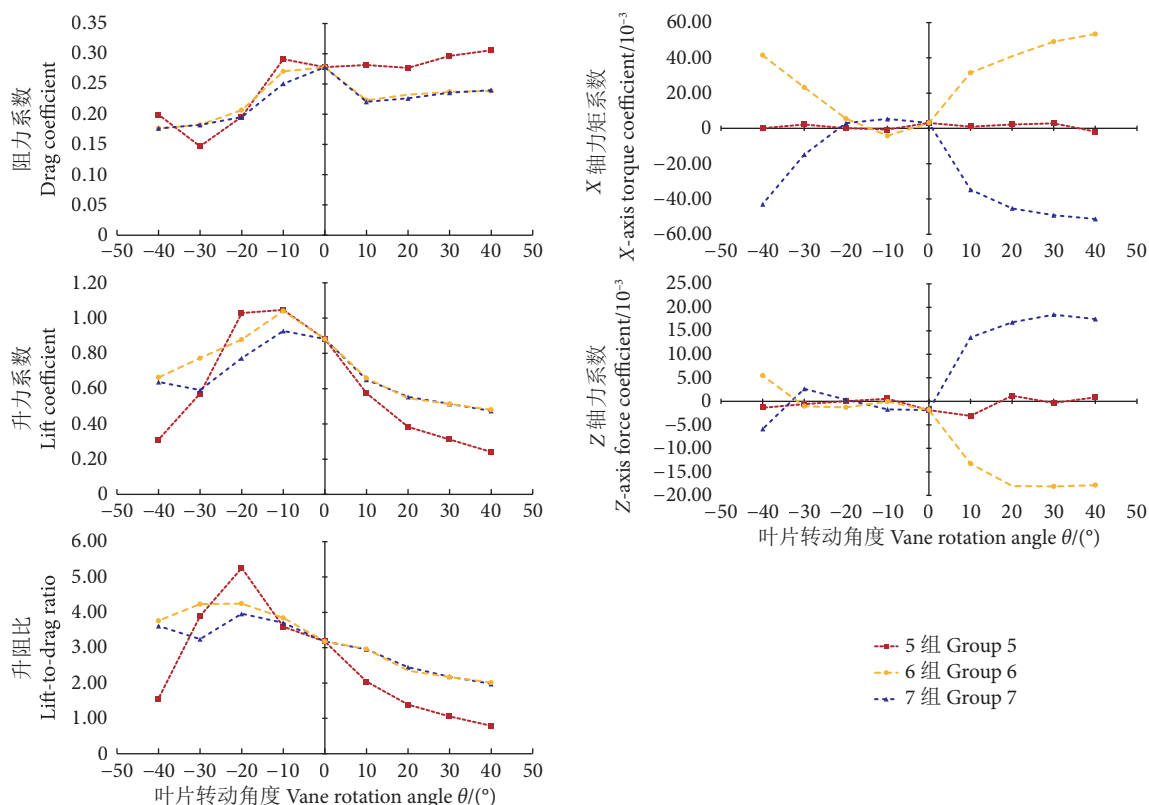 0.35
0.30
0.25
0.20
0.15
0.10
0.05
0
阻力系数
Drag coefficient
−50 −40 −30 −20 −10 0 10 20 30 40 50
1.20
1.00
0.80
0.60
0.40
0.20
0
升力系数
Lift coefficient
−50 −40 −30 −20 −10 0 10 20 30 40 50
6.00
5.00
4.00
3.00
2.00
1.00
0
升阻比
Lift-to-drag ratio
−50 −40 −30 −20 −10 0 10 20 30 40 50
叶片转动角度 Vane rotation angle θ/(°)
60.00
40.00
20.00
0
−20.00
−40.00
−60.00
X 轴力矩系数
X-axis torque coefficient/10⁻³
−50 −40 −30 −20 −10 0 10 20 30 40 50
25.00
20.00
15.00
10.00
5.00
0
−5.00
−10.00
−15.00
−20.00
Z 轴力系数
Z-axis force coefficient/10⁻³
−50 −40 −30 −20 −10 0 10 20 30 40 50
叶片转动角度 Vane rotation angle θ/(°)
5 组 Group 5
6 组 Group 6
7 组 Group 7